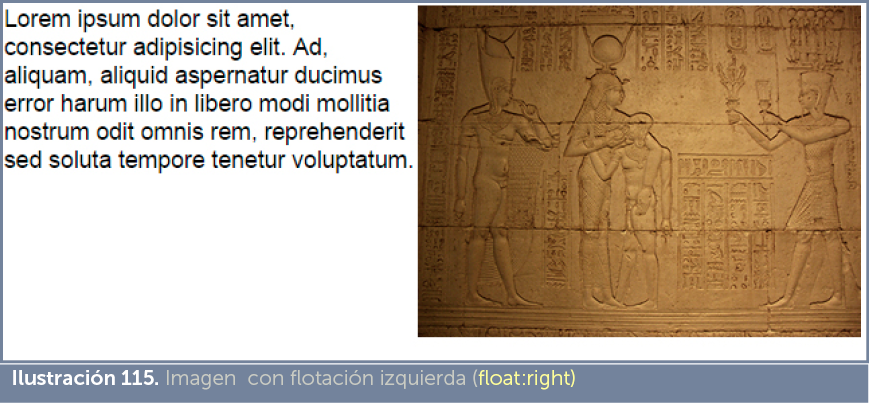 Lorem ipsum dolor sit amet,
consectetur adipisicing elit. Ad,
aliquam, aliquid aspernatur ducimus
error harum illo in libero modi mollitia
nostrum odit omnis rem, reprehenderit
sed soluta tempore tenetur voluptatum.
Ilustración 115. Imagen con flotación izquierda (float:right)